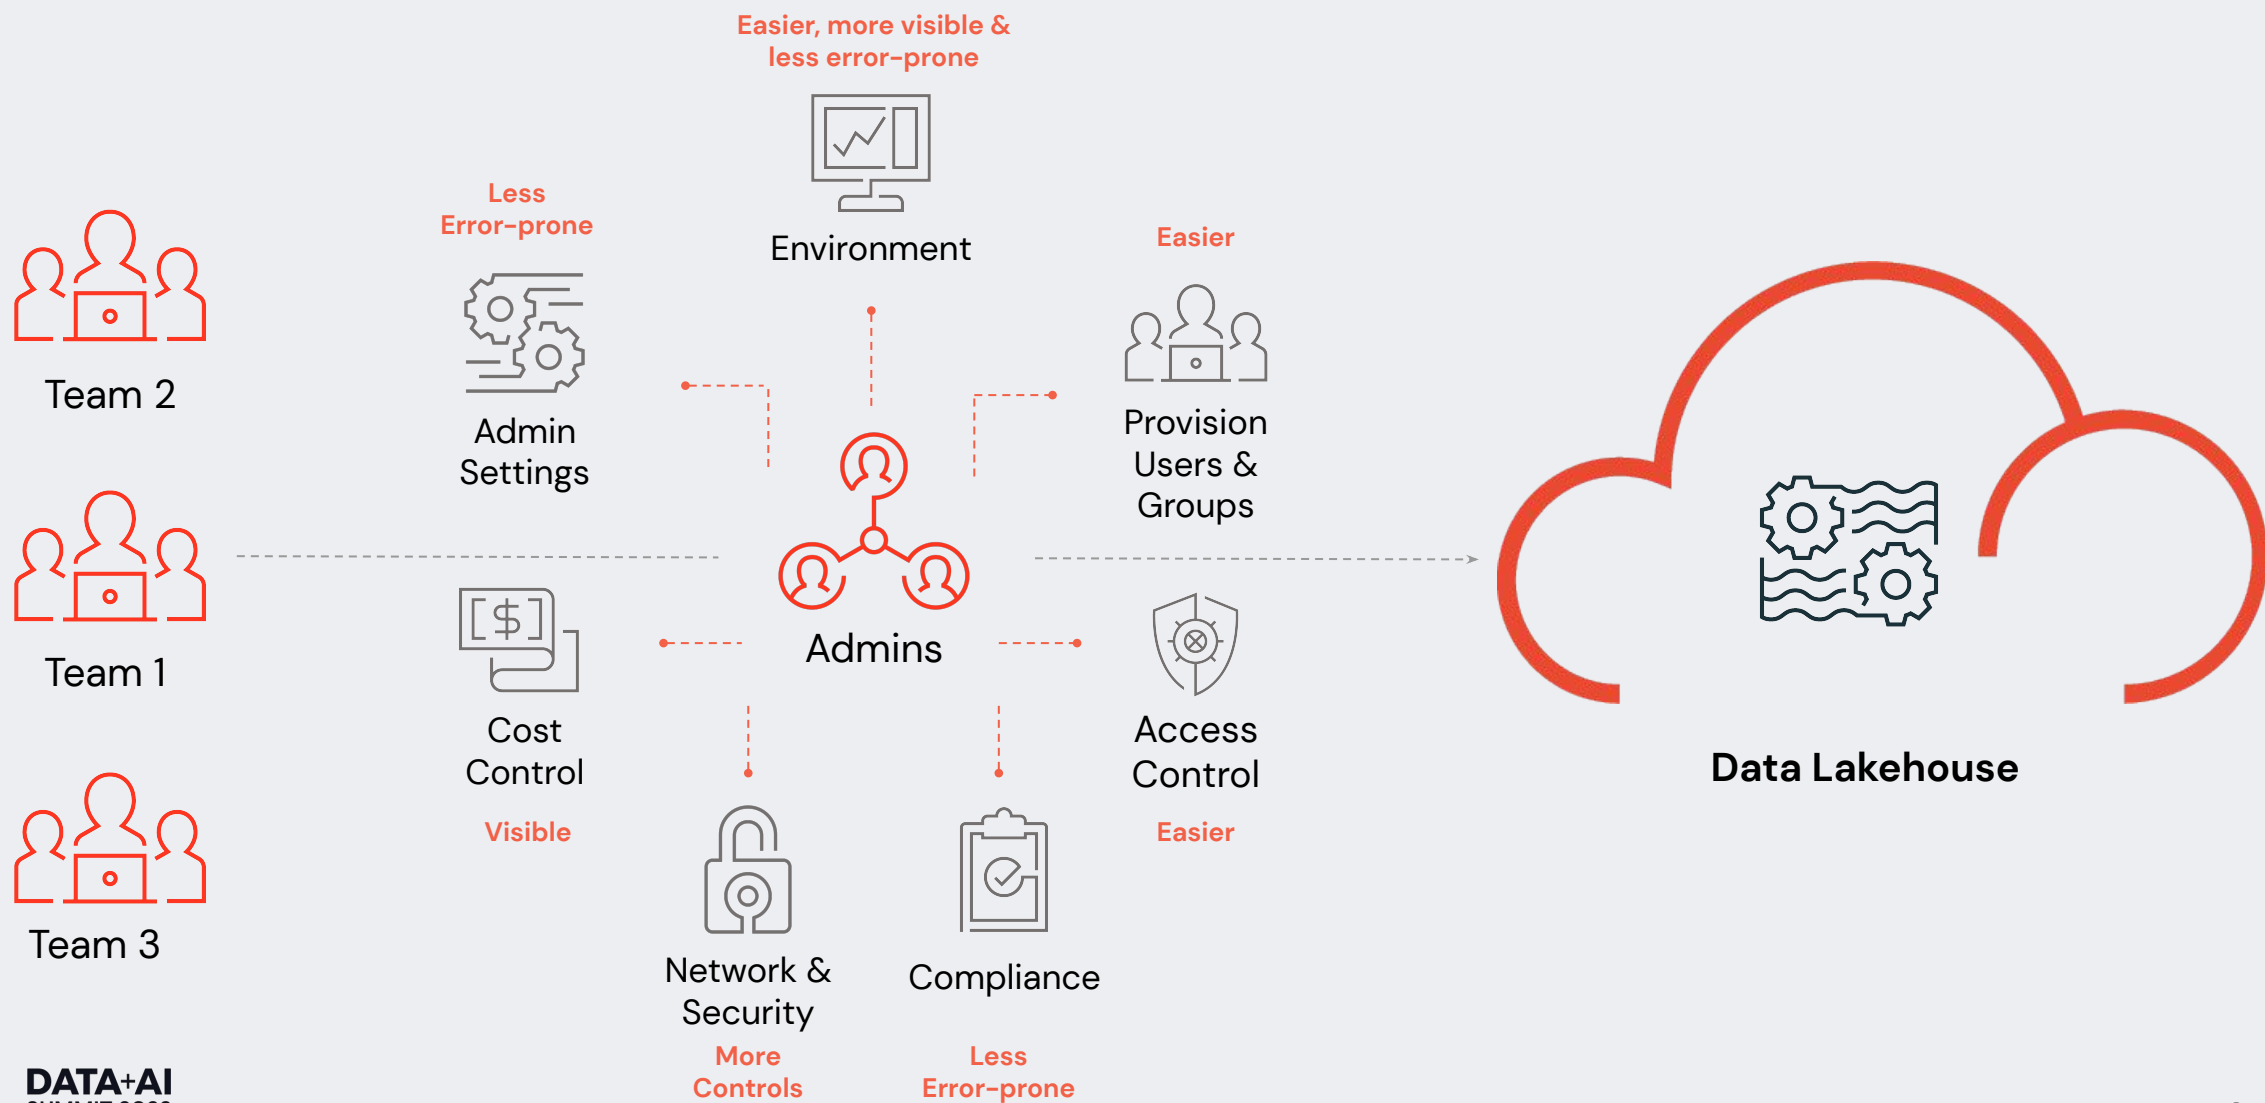 Easier, more visible &
less error-prone
Environment
Less
Error-prone
Admin
Settings
Easier
Provision
Users &
Groups
Team 2
Team 1
Team 3
Admins
[$]
Cost
Control
Visible
Access
Control
Easier
Network &
Security
More
Controls
Compliance
Less
Error-prone
Data Lakehouse
DATA+AI